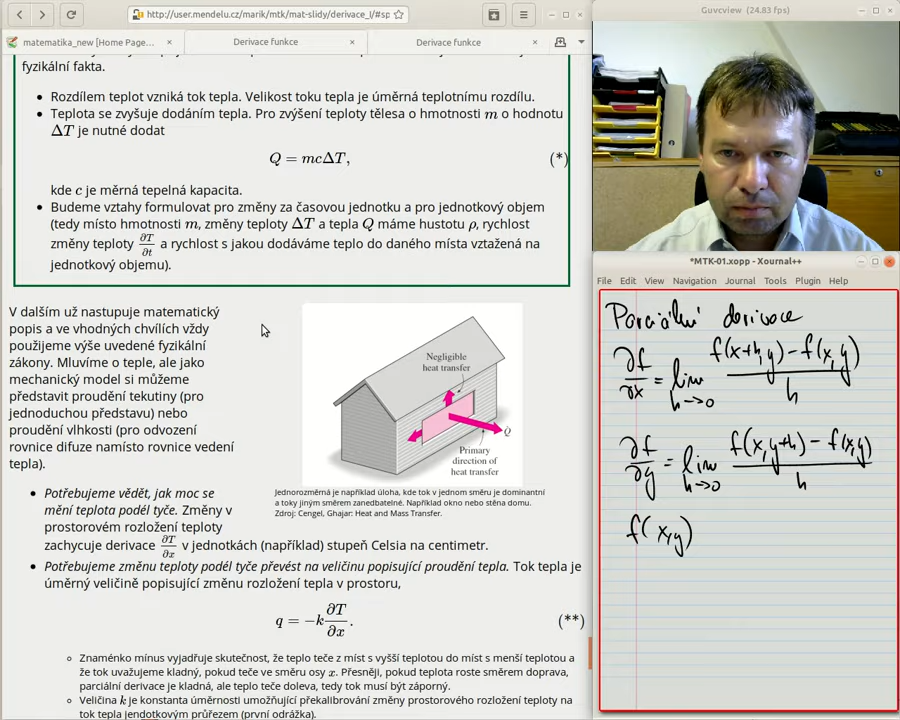 http://user.mendelu.cz/marik/mtk/mat-slidy/derivace_I/#sp
matematika_new [Home Page...
Derivace funkce
Derivace funkce
fyzikální fakta.
• Rozdílem teplot vzniká tok tepla. Velikost toku tepla je úměrná teplotnímu rozdílu.
• Teplota se zvyšuje dodáním tepla. Pro zvýšení teploty tělesa o hmotnosti m o hodnotu
ΔT je nutné dodat
Q = mcΔT, (*)
kde c je měrná tepelná kapacita.
• Budeme vztahy formulovat pro změny za časovou jednotku a pro jednotkový objem
(tedy místo hmotnosti m, změny teploty ΔT a tepla Q máme hustotu ρ, rychlost
změny teploty ∂T/∂t a rychlost s jakou dodáváme teplo do daného místa vztažená na
jednotkový objemu).
V dalším už nastupuje matematický
popis a ve vhodných chvílích vždy
použijeme výše uvedené fyzikální
zákony. Mluvíme o teple, ale jako
mechanický model si můžeme
představit proudění tekutiny (pro
jednoduchou představu) nebo
proudění vlhkosti (pro odvození
rovnice difuze namísto rovnice vedení
tepla).
Negligible
heat transfer
Q̇
Primary
direction of
heat transfer
Jednorozměrná je například úloha, kde tok v jednom směru je dominantní
a toky jiným směrem zanedbatelné. Například okno nebo stěna domu.
Zdroj: Cengel, Ghajar: Heat and Mass Transfer.
• Potřebujeme vědět, jak moc se
mění teplota podél tyče. Změny v
prostorovém rozložení teploty
zachycuje derivace ∂T/∂x v jednotkách (například) stupeň Celsia na centimetr.
• Potřebujeme změnu teploty podél tyče převést na veličinu popisující proudění tepla. Tok tepla je
úměrný veličině popisující změnu rozložení tepla v prostoru,
q = −k ∂T/∂x. (**)
◦ Znaménko mínus vyjadřuje skutečnost, že teplo teče z míst s vyšší teplotou do míst s menší teplotou a
že tok uvažujeme kladný, pokud teče ve směru osy x. Přesněji, pokud teplota roste směrem doprava,
parciální derivace je kladná, ale teplo teče doleva, tedy tok musí být záporný.
◦ Veličina k je konstanta úměrnosti umožňující překalibrování změny prostorového rozložení teploty na
tok tepla jendotkovým průřezem (první odrážka).
Guvcview (24.83 fps)
*MTK-01.xopp - Xournal++
File Edit View Navigation Journal Tools Plugin Help
Parciální derivace
∂f/∂x = lim h→0 (f(x+h,y) − f(x,y))/h
∂f/∂y = lim h→0 (f(x,y+h) − f(x,y))/h
f(x,y)